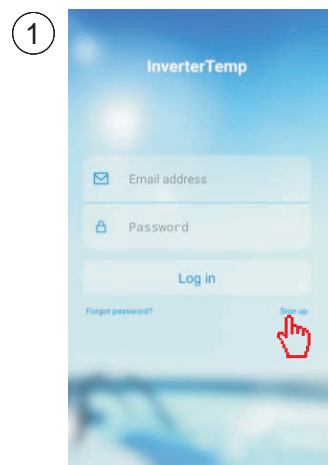 1
InverterTemp
Email address
Password
Log in
Forgot password? Sign up